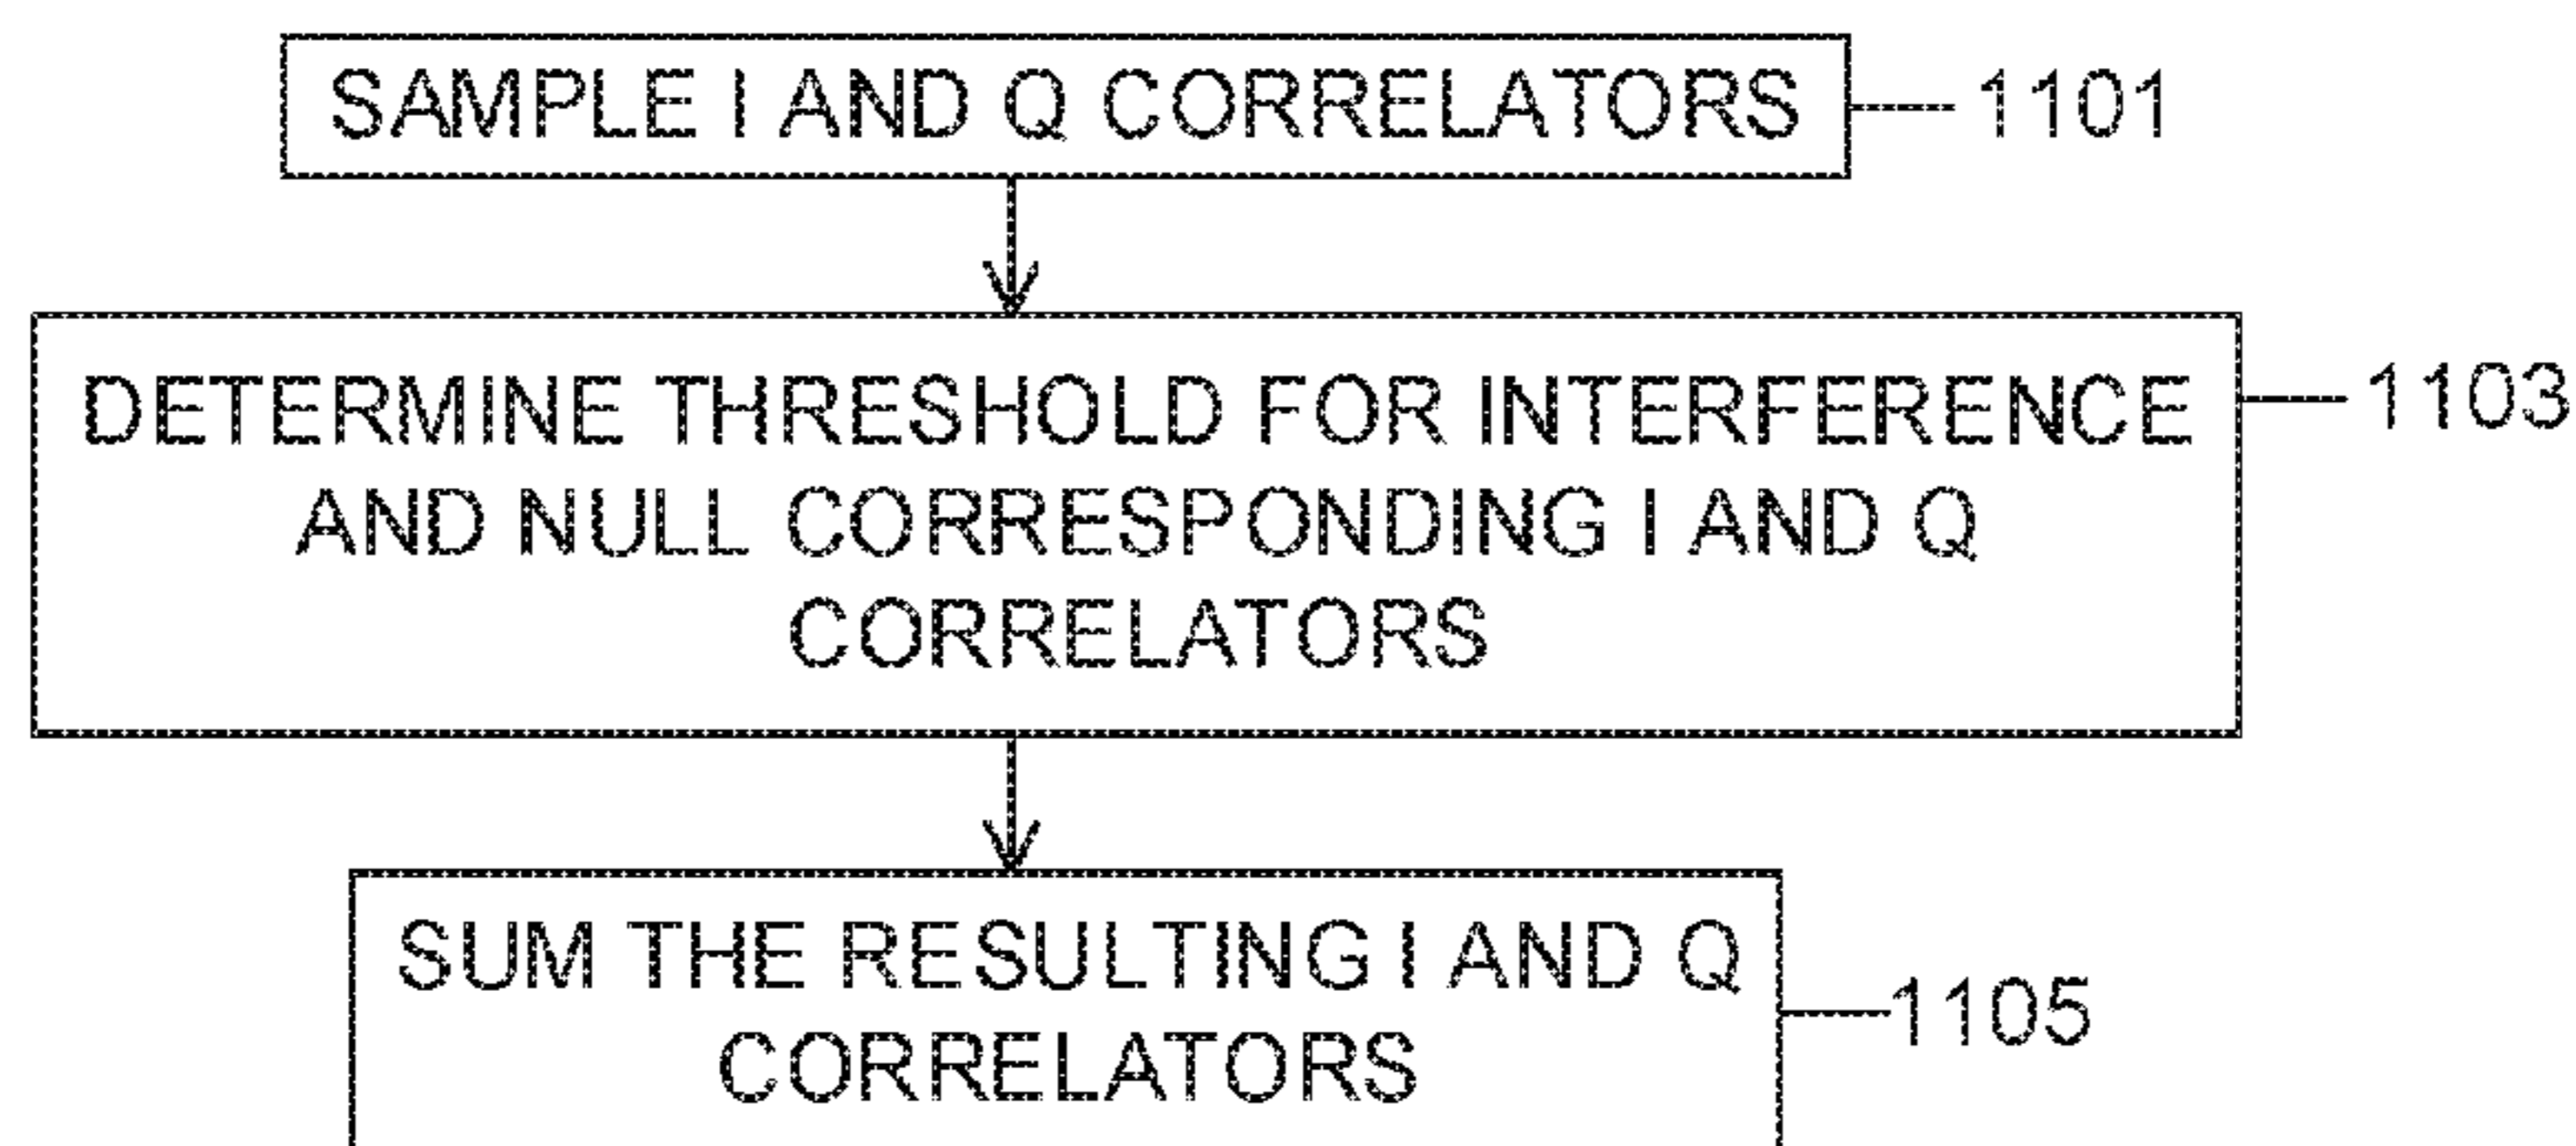 SAMPLE I AND Q CORRELATORS 1101
DETERMINE THRESHOLD FOR INTERFERENCE 1103
AND NULL CORRESPONDING I AND Q
CORRELATORS
SUM THE RESULTING I AND Q
1105
CORRELATORS